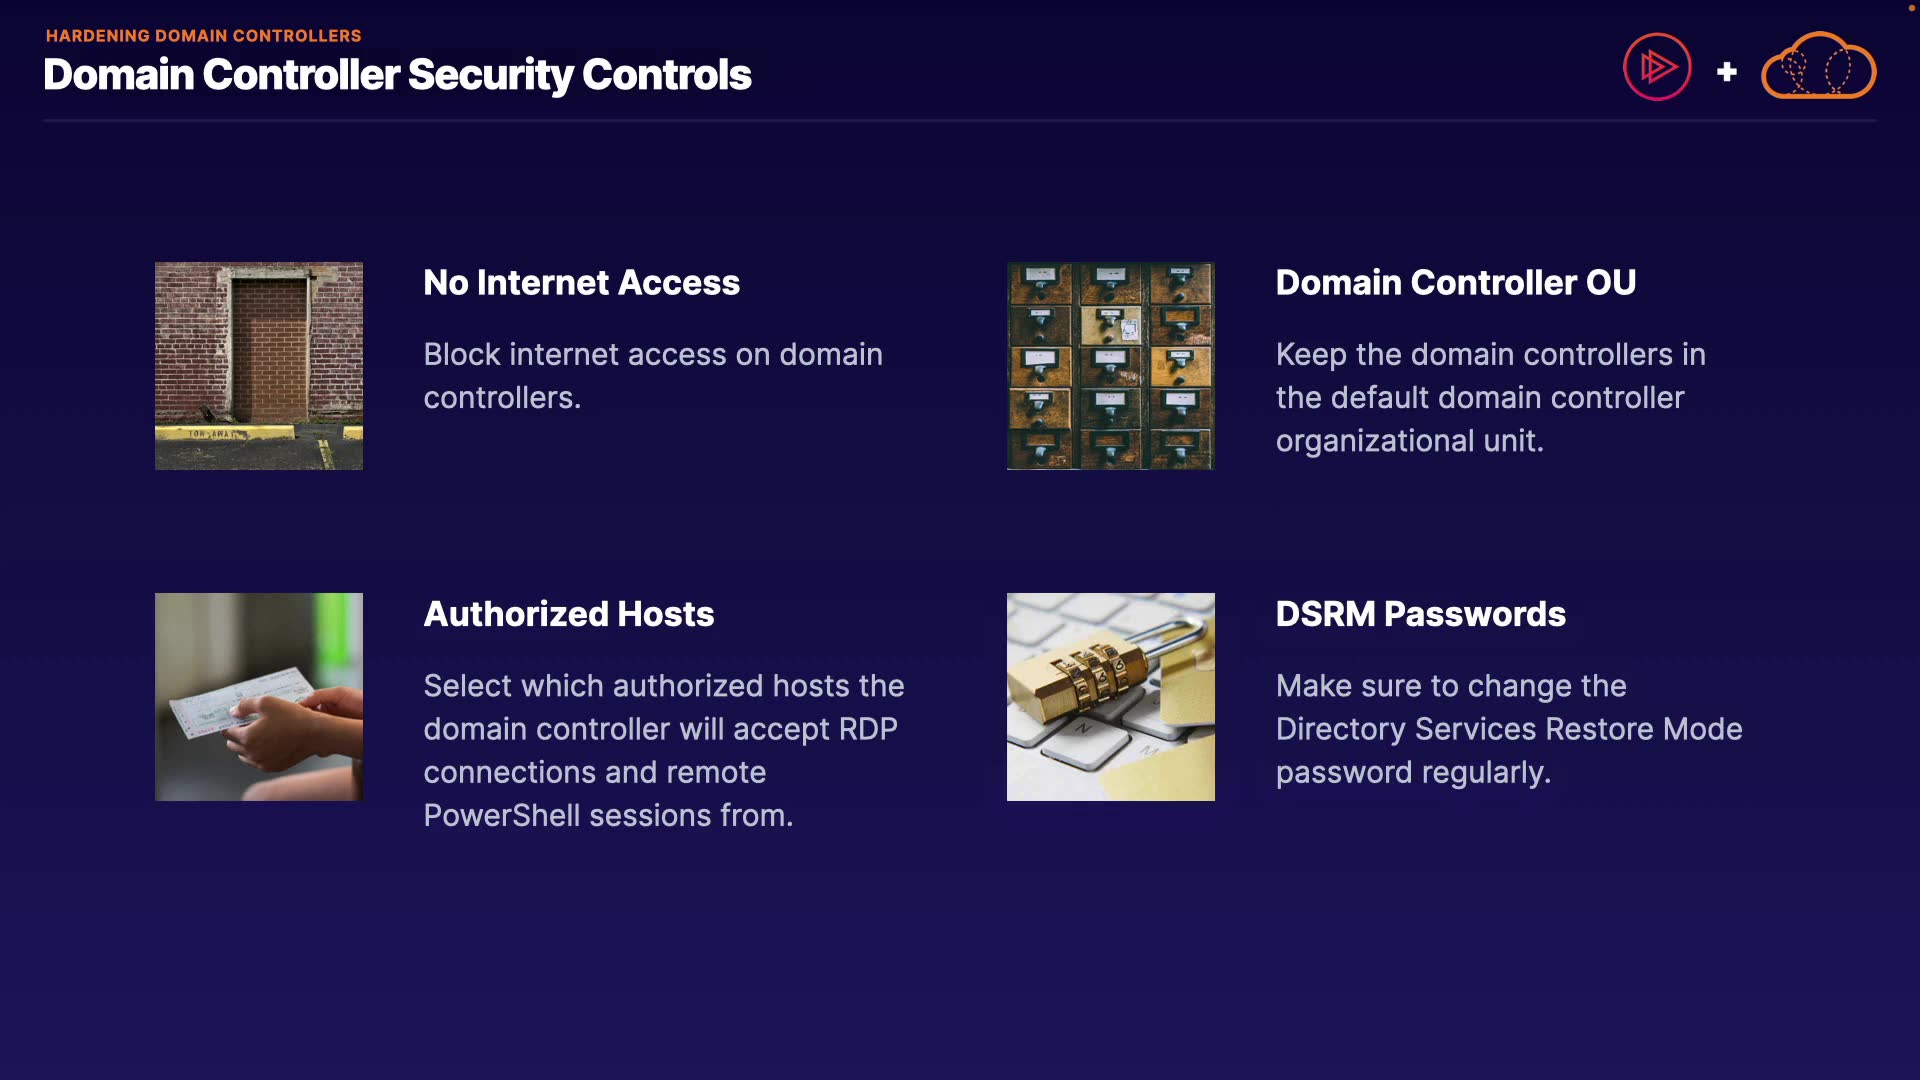 HARDENING DOMAIN CONTROLLERS
Domain Controller Security Controls
No Internet Access
Block internet access on domain
controllers.
Domain Controller OU
Keep the domain controllers in
the default domain controller
organizational unit.
Authorized Hosts
Select which authorized hosts the
domain controller will accept RDP
connections and remote
PowerShell sessions from.
DSRM Passwords
Make sure to change the
Directory Services Restore Mode
password regularly.
TOW-AWAY